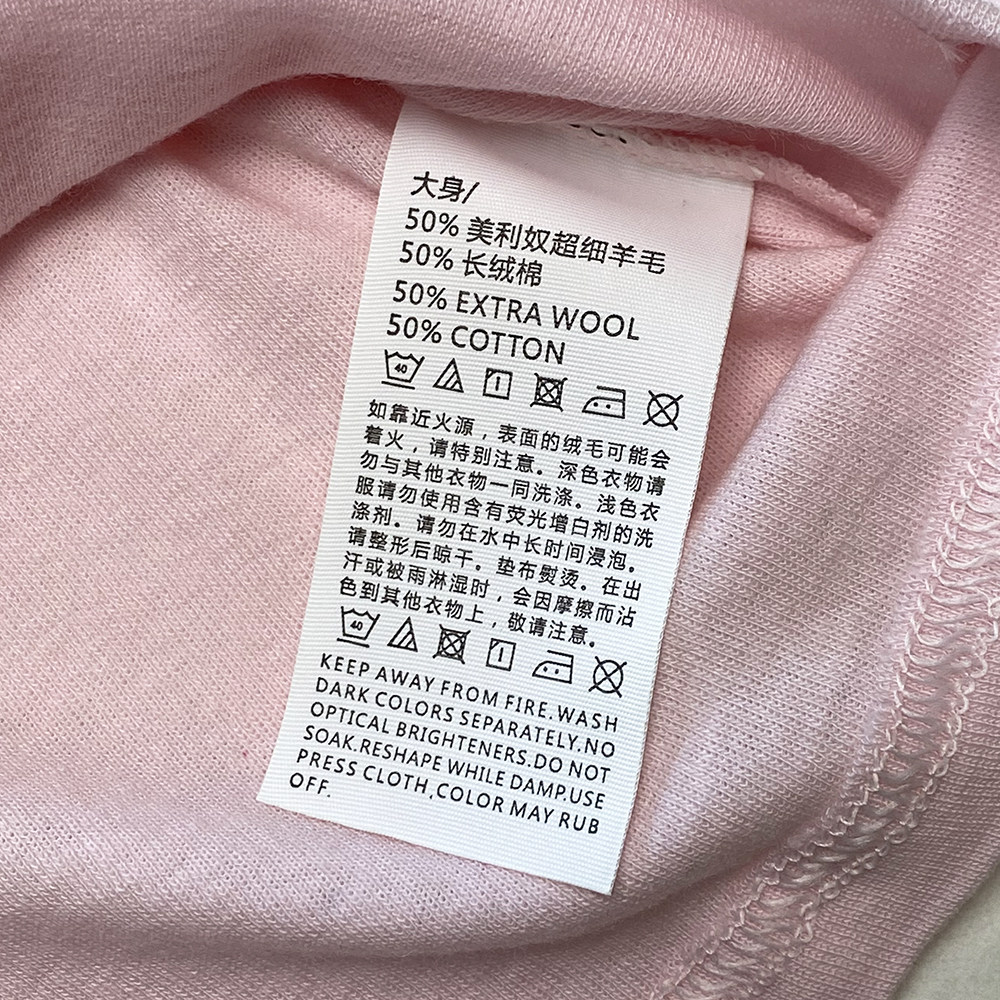 大身/
50% 美利奴超细羊毛
50% 长绒棉
50% EXTRA WOOL
50% COTTON
40
如靠近火源，表面的绒毛可能会
着火，请特别注意。深色衣物请
勿与其他衣物一同洗涤。浅色衣
服请勿使用含有荧光增白剂的洗
涤剂。请勿在水中长时间浸泡。
请整形后晾干。垫布熨烫。在出
汗或被雨淋湿时，会因摩擦而沾
色到其他衣物上，敬请注意。
40
KEEP AWAY FROM FIRE.WASH
DARK COLORS SEPARATELY.NO
OPTICAL BRIGHTENERS.DO NOT
SOAK.RESHAPE WHILE DAMP.USE
PRESS CLOTH,COLOR MAY RUB
OFF.